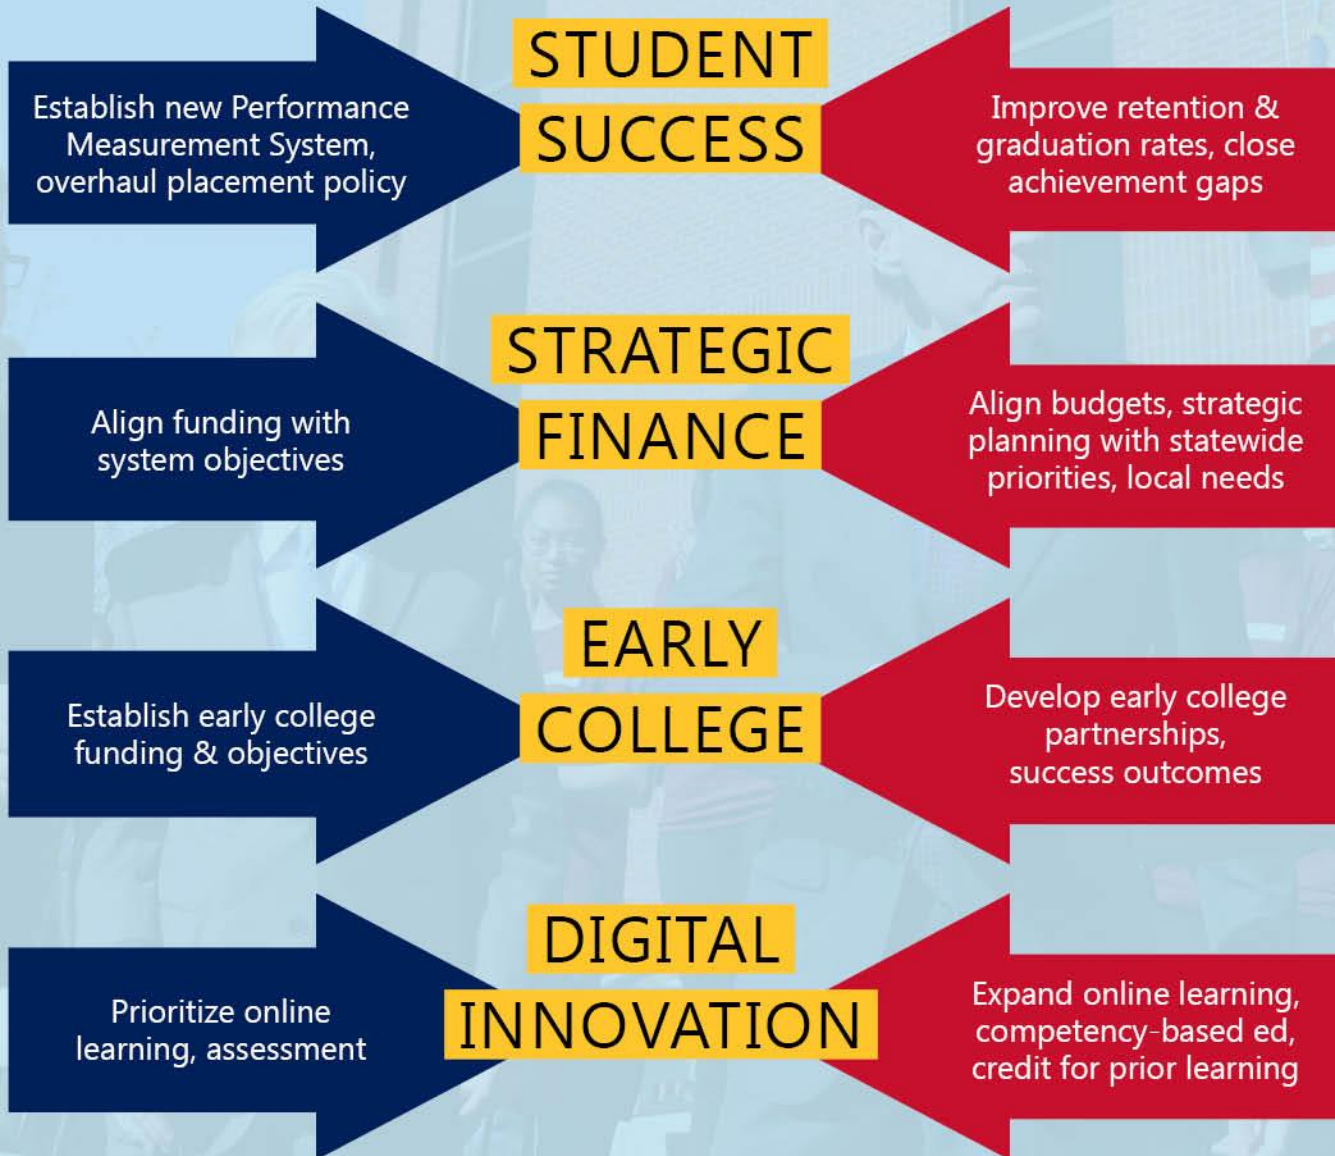 Establish new Performance
Measurement System,
overhaul placement policy
STUDENT
SUCCESS
Improve retention &
graduation rates, close
achievement gaps
Align funding with
system objectives
STRATEGIC
FINANCE
Align budgets, strategic
planning with statewide
priorities, local needs
Establish early college
funding & objectives
EARLY
COLLEGE
Develop early college
partnerships,
success outcomes
Prioritize online
learning, assessment
DIGITAL
INNOVATION
Expand online learning,
competency-based ed,
credit for prior learning